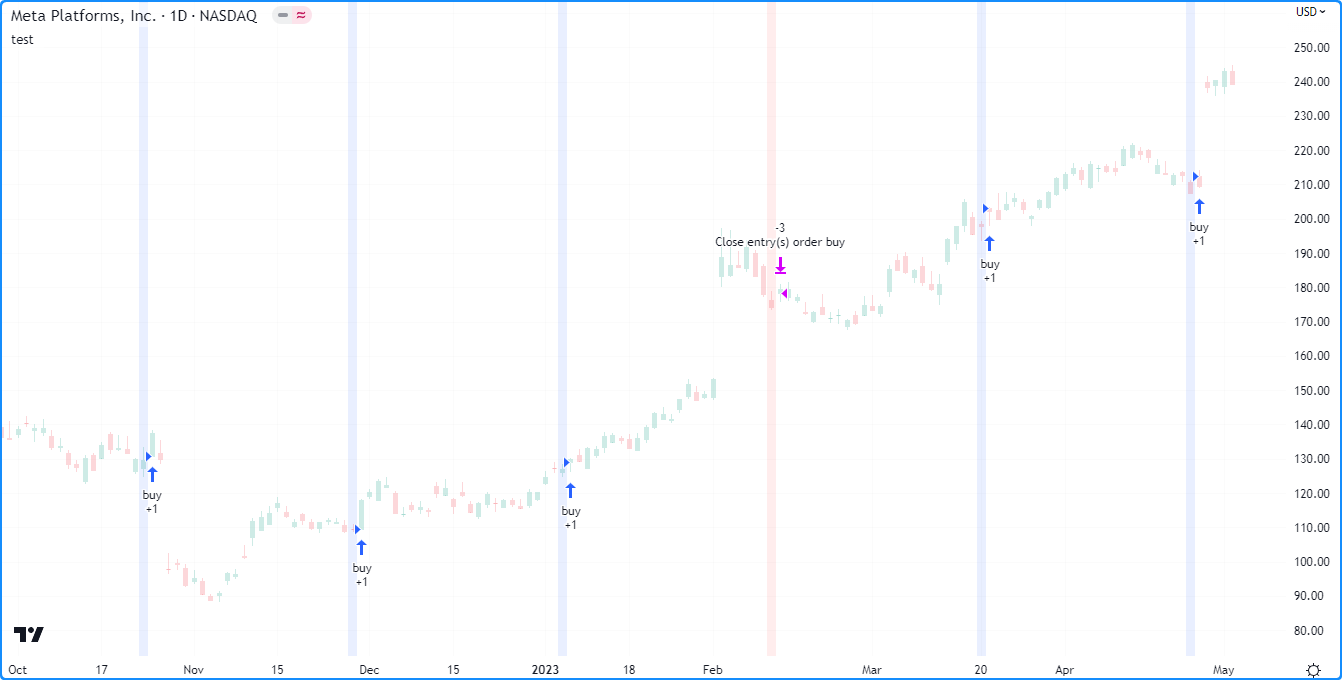 Meta Platforms, Inc. · 1D · NASDAQ
test
USD
250.00
240.00
230.00
220.00
210.00
200.00
190.00
180.00
170.00
160.00
150.00
140.00
130.00
120.00
110.00
100.00
90.00
80.00
-3
Close entry(s) order buy
buy
+1
buy
+1
buy
+1
buy
+1
buy
+1
Oct 17 Nov 15 Dec 15 2023 18 Feb Mar 20 Apr May